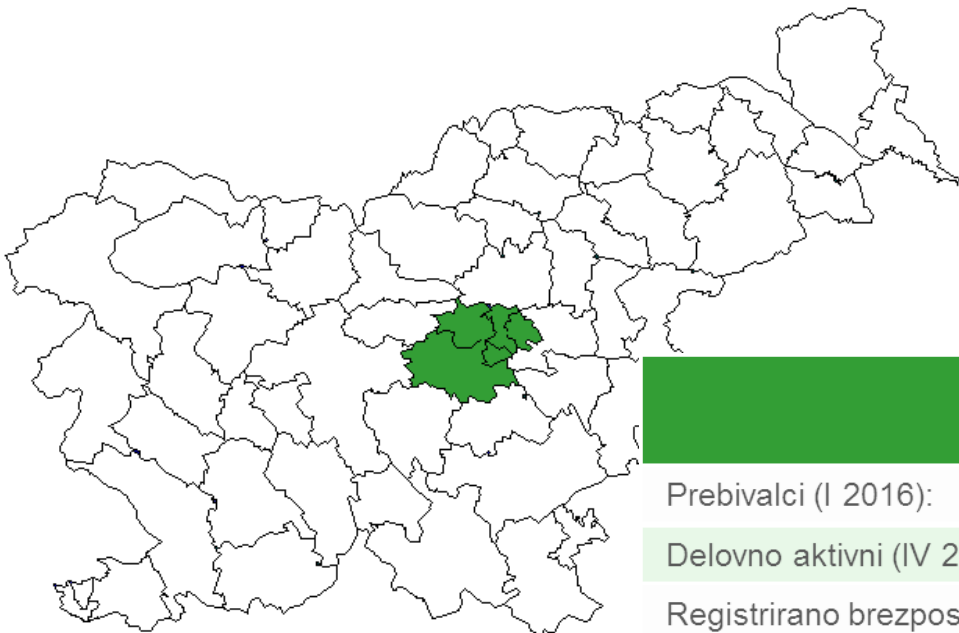 Prebivalci (I 2016):
Delovno aktivni (IV 2
Registrirano brezpos